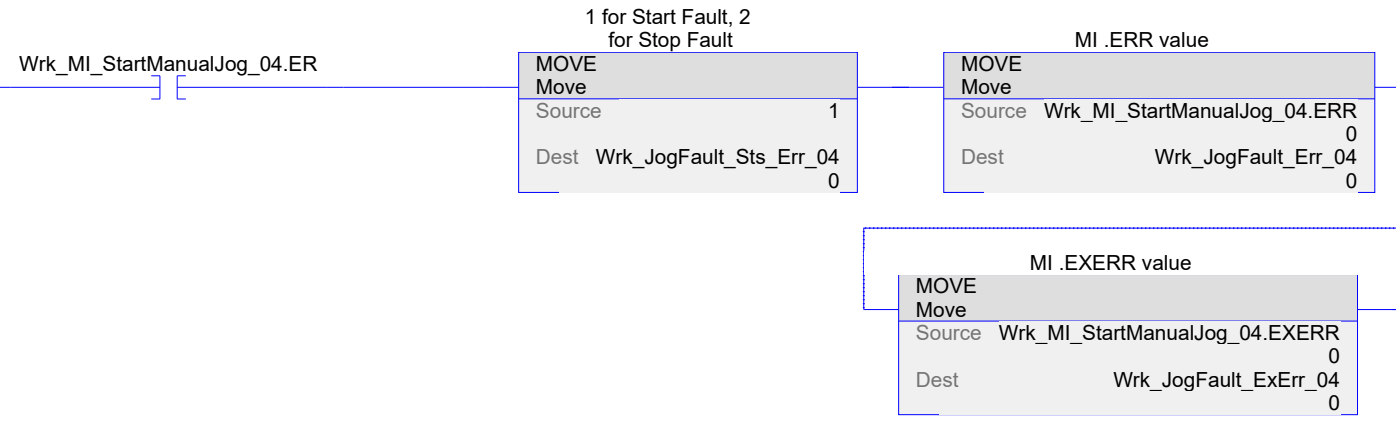 1 for Start Fault, 2
for Stop Fault
MI .ERR value
Wrk_MI_StartManualJog_04.ER
MOVE
Move
Source 1
Dest Wrk_JogFault_Sts_Err_04
0
MOVE
Move
Source Wrk_MI_StartManualJog_04.ERR
0
Dest Wrk_JogFault_Err_04
0
MI .EXERR value
MOVE
Move
Source Wrk_MI_StartManualJog_04.EXERR
0
Dest Wrk_JogFault_ExErr_04
0